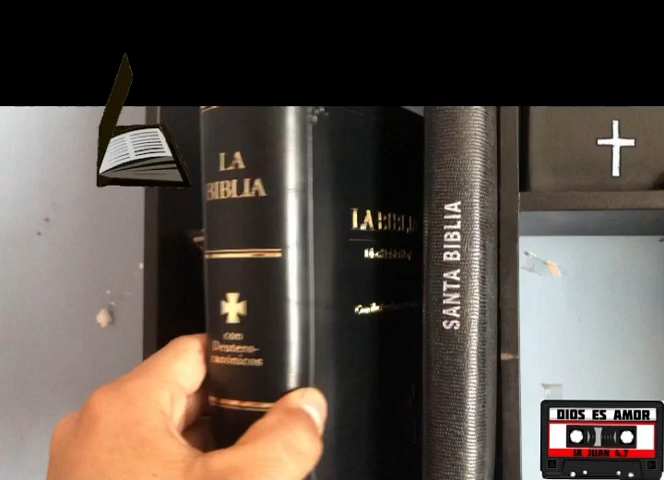 LA
BIBLIA
con
Deutero-
canónicos
LA BIBLIA
SANTA BIBLIA
DIOS ES AMOR
1A JUAN 4.7